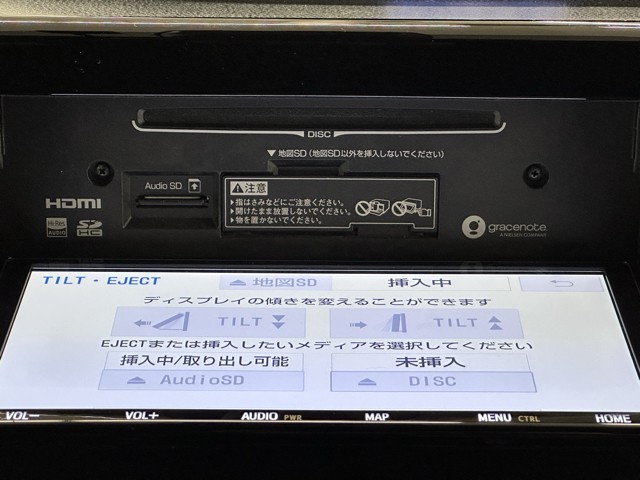 DISC
▼地図SD(地図SD以外を挿入しないでください)
Audio SD
注意
▶指はさみなどにご注意ください。
▶開けたまま放置しないでください。
▶物を置かないでください。
HDMI
Hi-Res AUDIO
SD HC
gracenote.
A NIELSEN COMPANY
TILT・EJECT
地図SD 挿入中
ディスプレイの傾きを変えることができます
TILT TILT
EJECTまたは挿入したいメディアを選択してください
挿入中/取り出し可能 未挿入
AudioSD DISC
VOL− VOL+ AUDIO PWR MAP MENU CTRL HOME